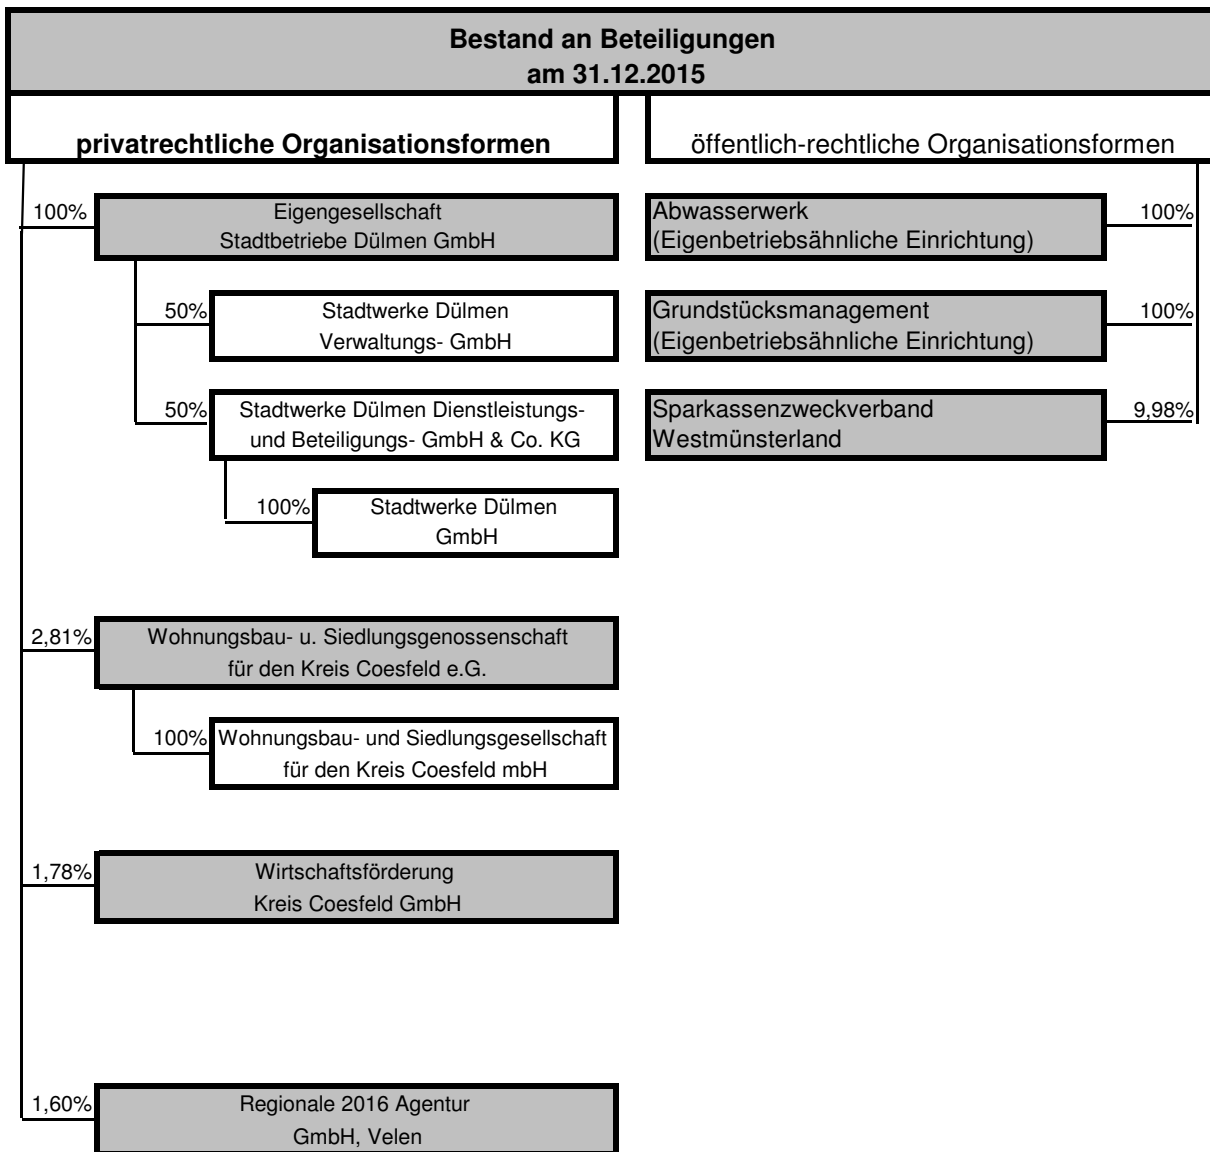 Bestand an Beteiligungen
am 31.12.2015
privatrechtliche Organisationsformen
öffentlich-rechtliche Organisationsformen
100%
Eigengesellschaft
Stadtbetriebe Dülmen GmbH
50%
Stadtwerke Dülmen
Verwaltungs- GmbH
50%
Stadtwerke Dülmen Dienstleistungs-
und Beteiligungs- GmbH & Co. KG
100%
Stadtwerke Dülmen
GmbH
2,81%
Wohnungsbau- u. Siedlungsgenossenschaft
für den Kreis Coesfeld e.G.
100%
Wohnungsbau- und Siedlungsgesellschaft
für den Kreis Coesfeld mbH
1,78%
Wirtschaftsförderung
Kreis Coesfeld GmbH
1,60%
Regionale 2016 Agentur
GmbH, Velen
Abwasserwerk
(Eigenbetriebsähnliche Einrichtung)
100%
Grundstücksmanagement
(Eigenbetriebsähnliche Einrichtung)
100%
Sparkassenzweckverband
Westmünsterland
9,98%